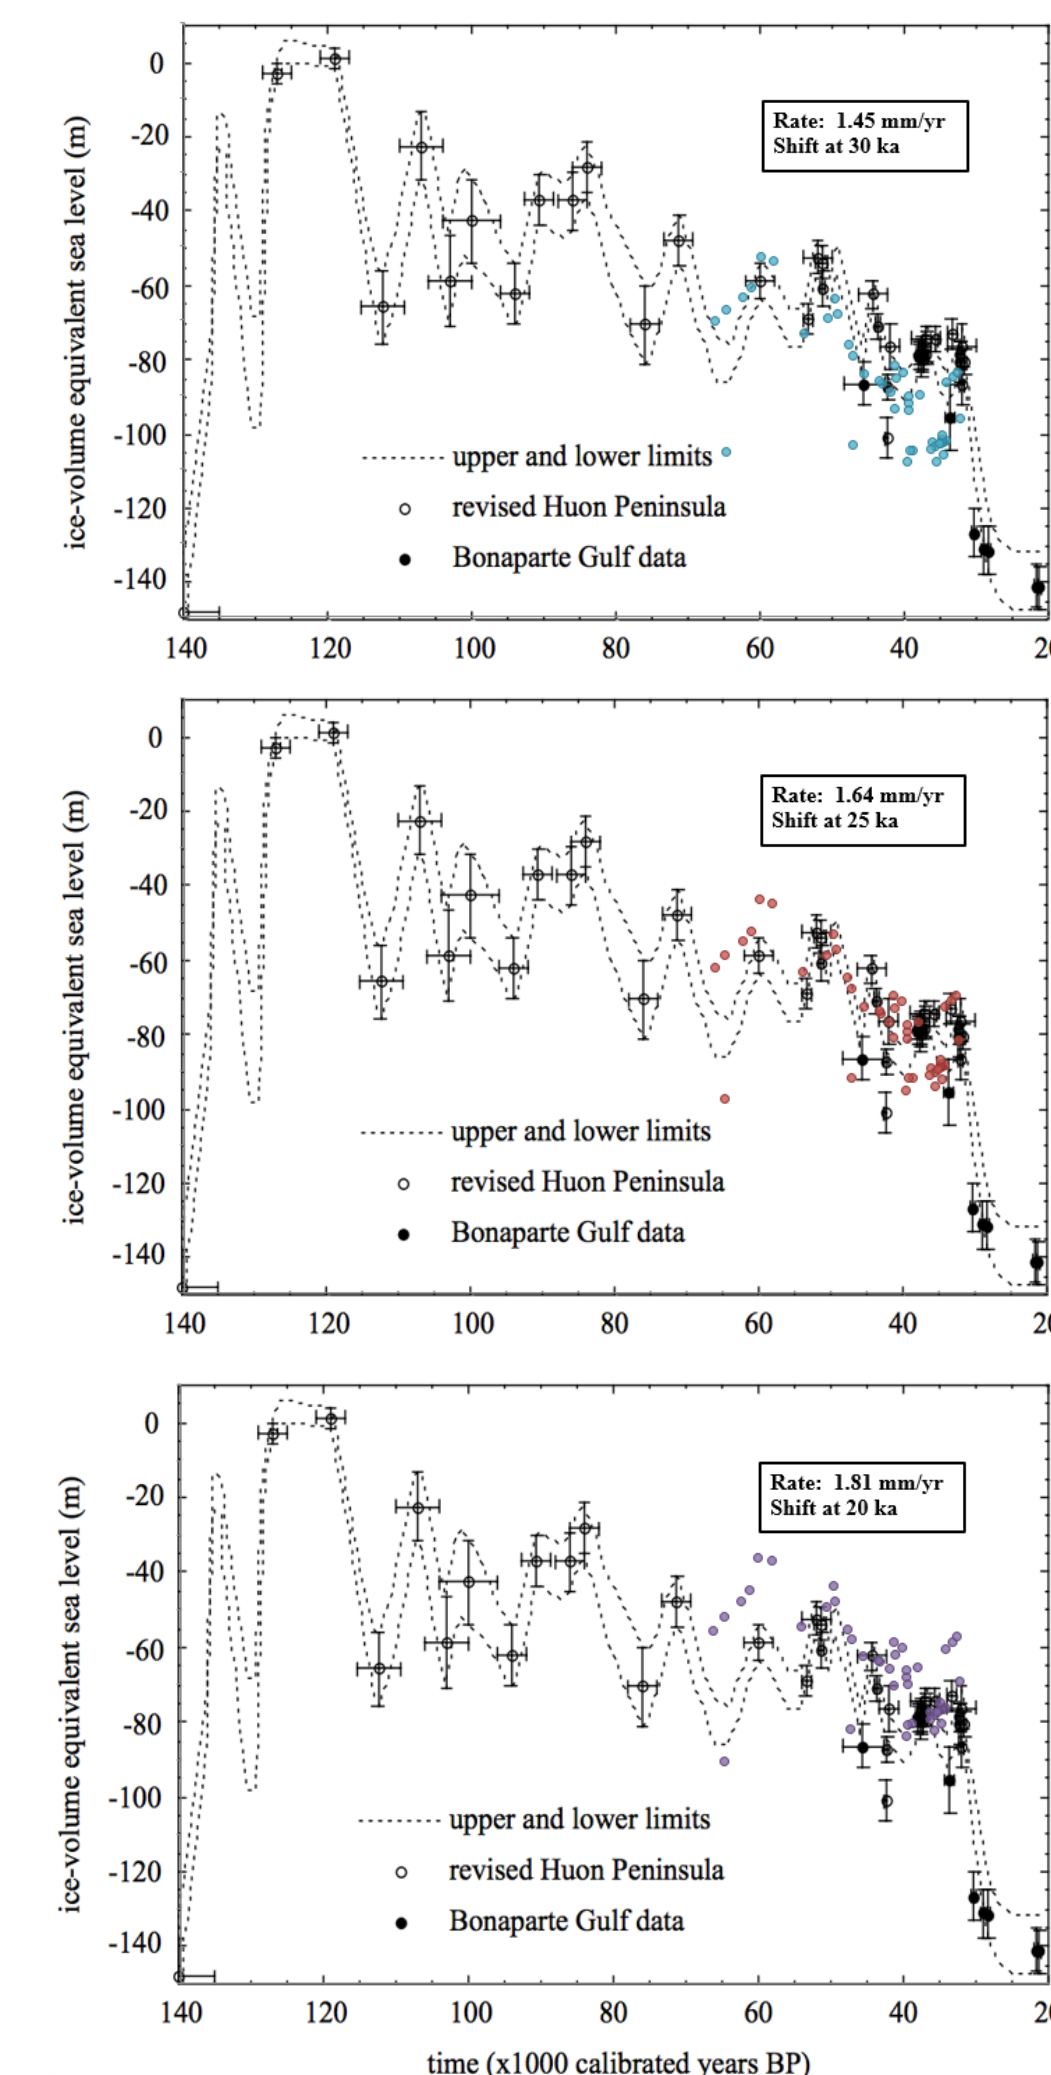 0
-20
-40
-60
-80
-100
-120
-140
ice-volume equivalent sea level (m)
Rate: 1.45 mm/yr
Shift at 30 ka
upper and lower limits
revised Huon Peninsula
Bonaparte Gulf data
140 120 100 80 60 40 20
0
-20
-40
-60
-80
-100
-120
-140
ice-volume equivalent sea level (m)
Rate: 1.64 mm/yr
Shift at 25 ka
upper and lower limits
revised Huon Peninsula
Bonaparte Gulf data
140 120 100 80 60 40 20
0
-20
-40
-60
-80
-100
-120
-140
ice-volume equivalent sea level (m)
Rate: 1.81 mm/yr
Shift at 20 ka
upper and lower limits
revised Huon Peninsula
Bonaparte Gulf data
140 120 100 80 60 40 20
time (x1000 calibrated years BP)